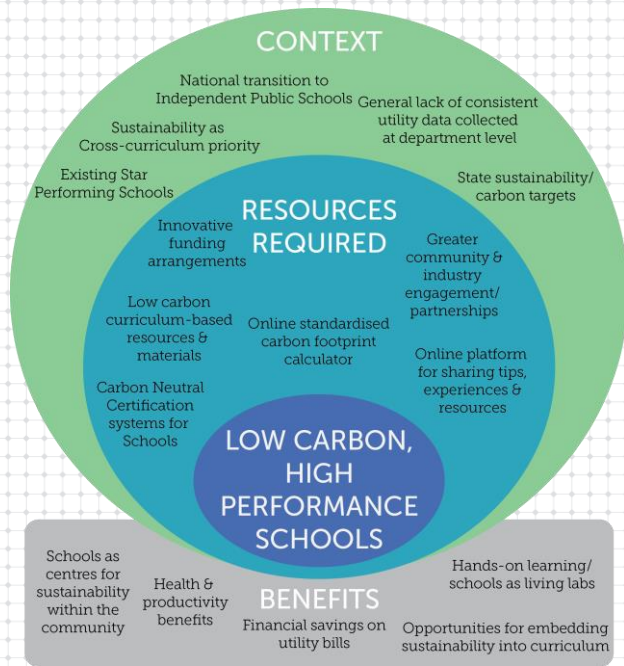 CONTEXT
National transition to
Independent Public Schools
General lack of consistent
utility data collected
at department level
Sustainability as
Cross-curriculum priority
Existing Star
Performing Schools
State sustainability/
carbon targets
RESOURCES
REQUIRED
Innovative
funding
arrangements
Greater
community &
industry
engagement/
partnerships
Low carbon
curriculum-based
resources &
materials
Online standardised
carbon footprint
calculator
Online platform
for sharing tips,
experiences &
resources
Carbon Neutral
Certification
systems for
Schools
LOW CARBON,
HIGH
PERFORMANCE
SCHOOLS
BENEFITS
Schools as
centres for
sustainability
within the
community
Health &
productivity
benefits
Financial savings on
utility bills
Hands-on learning/
schools as living labs
Opportunities for embedding
sustainability into curriculum